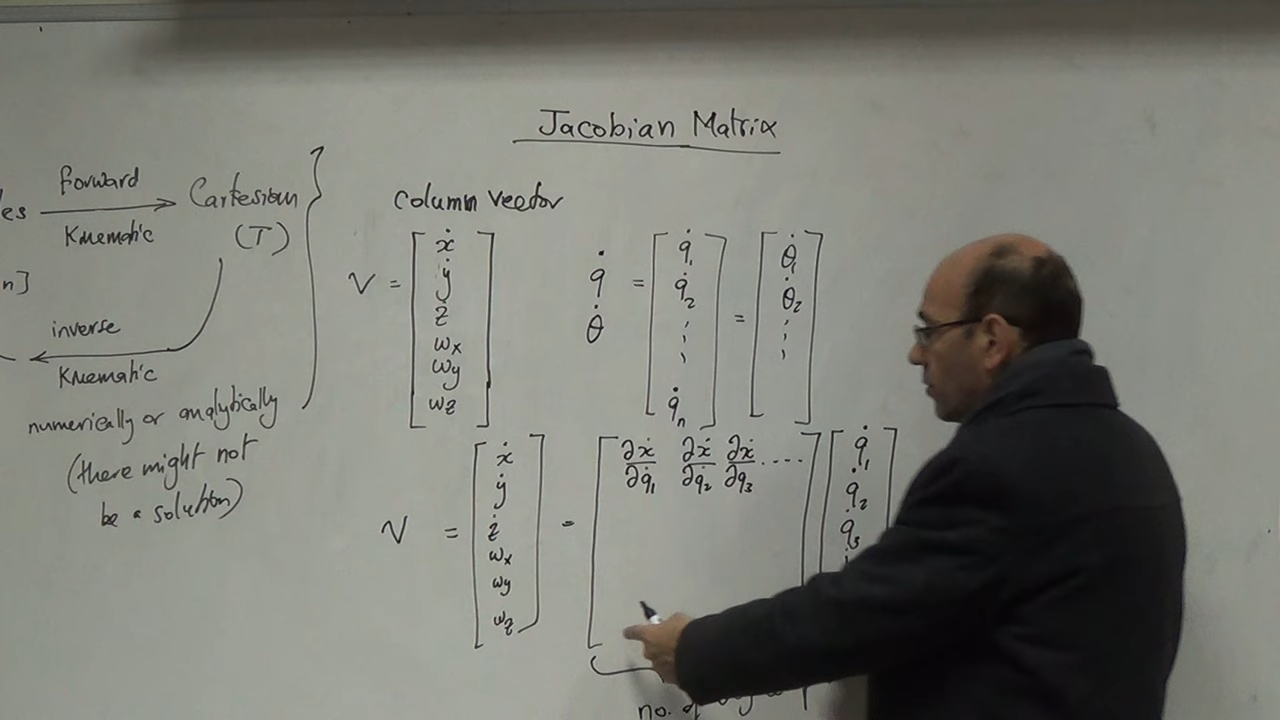 Jacobian Matrix
forward
Cartesian
Kinematic
(T)
n]
inverse
Kinematic
numerically or analytically
(there might not
be a solution)
column vector
V = [ẋ ẏ ż ωx ωy ωz]
q̇ θ̇ = [q̇₁ q̇₂ ⋮ q̇ₙ] = [θ̇₁ θ̇₂ ⋮]
V = [ẋ ẏ ż ωx ωy ωz] = [∂ẋ/∂q̇₁ ∂ẋ/∂q̇₂ ∂ẋ/∂q̇₃ ....] [q̇₁ q̇₂ q̇₃
no. of